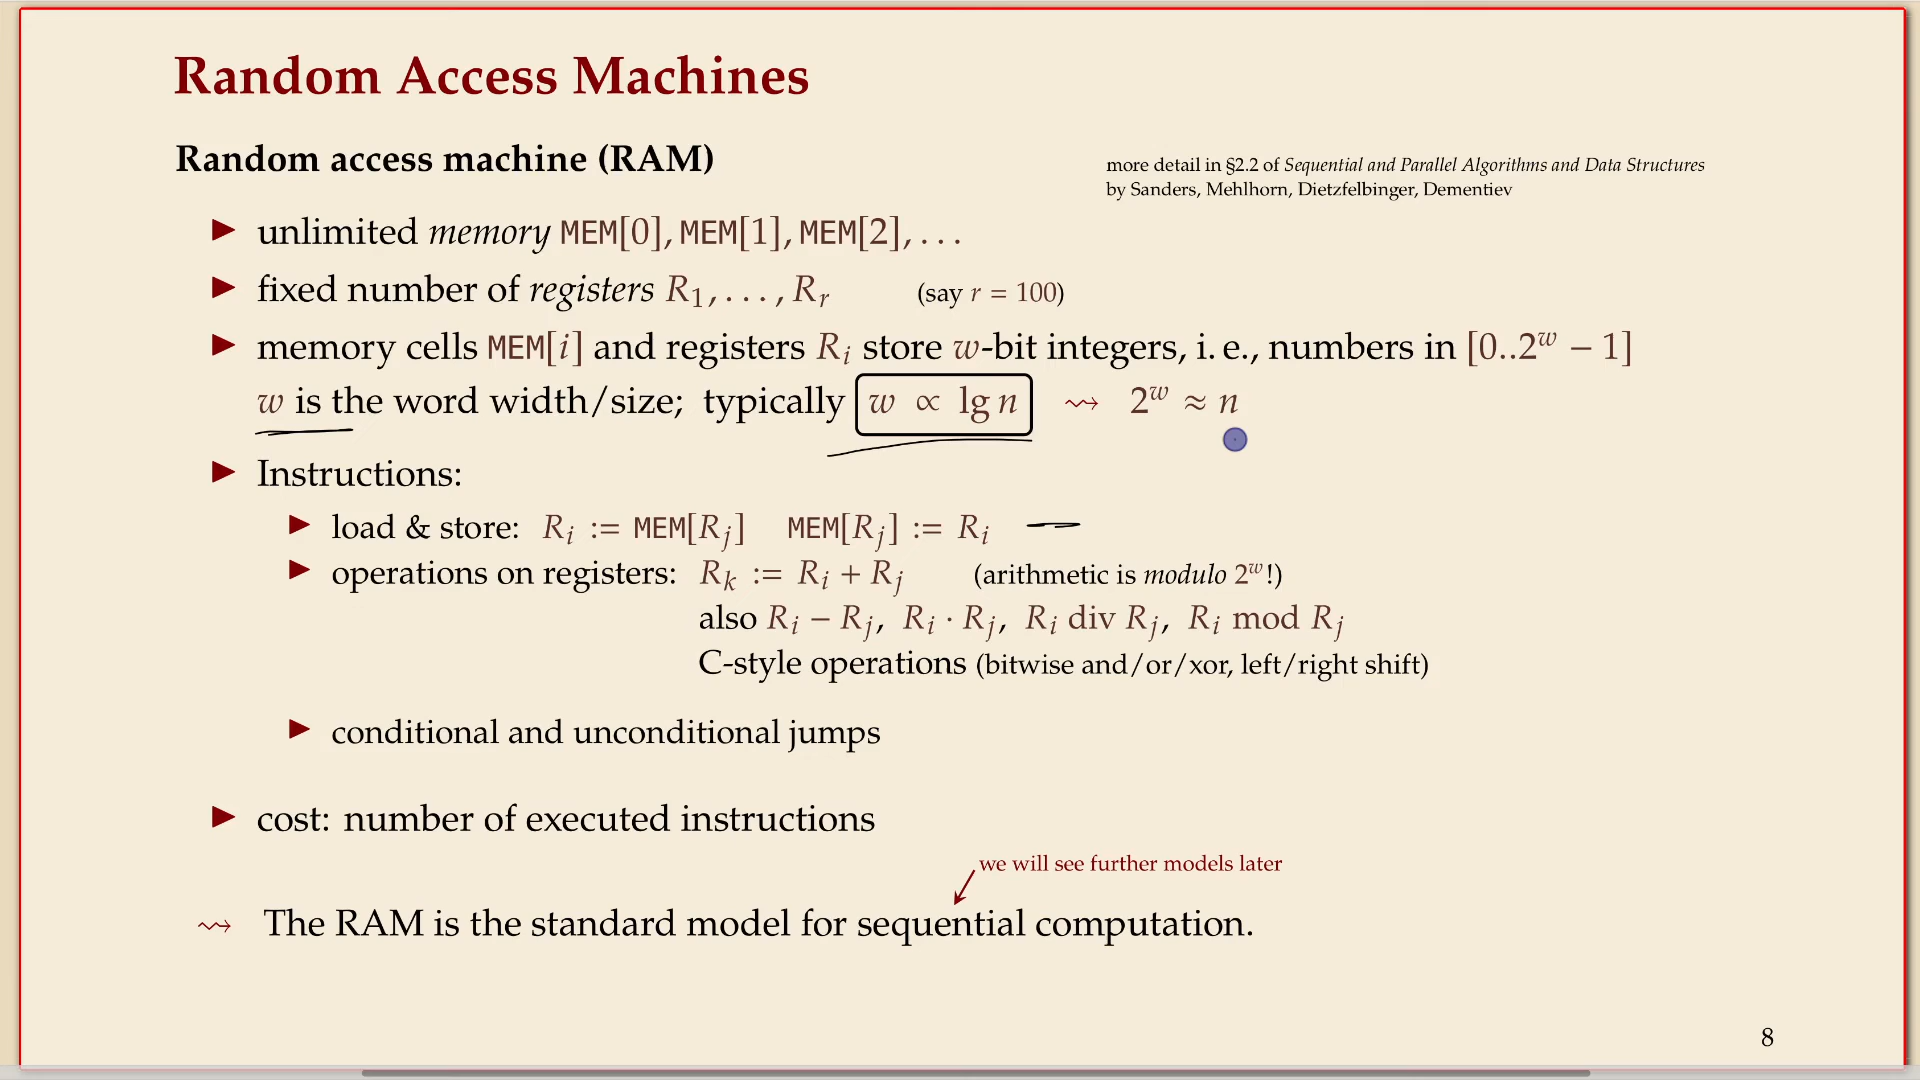 Random Access Machines
Random access machine (RAM)
more detail in §2.2 of Sequential and Parallel Algorithms and Data Structures
by Sanders, Mehlhorn, Dietzfelbinger, Dementiev
▶ unlimited memory MEM[0], MEM[1], MEM[2], . . .
▶ fixed number of registers R₁, . . . , Rᵣ (say r = 100)
▶ memory cells MEM[i] and registers Rᵢ store w-bit integers, i. e., numbers in [0..2ʷ − 1]
w is the word width/size; typically w ∝ lg n ⇝ 2ʷ ≈ n
▶ Instructions:
▶ load & store: Rᵢ := MEM[Rⱼ] MEM[Rⱼ] := Rᵢ
▶ operations on registers: Rₖ := Rᵢ + Rⱼ (arithmetic is modulo 2ʷ!)
also Rᵢ − Rⱼ, Rᵢ · Rⱼ, Rᵢ div Rⱼ, Rᵢ mod Rⱼ
C-style operations (bitwise and/or/xor, left/right shift)
▶ conditional and unconditional jumps
▶ cost: number of executed instructions
we will see further models later
⇝ The RAM is the standard model for sequential computation.
8